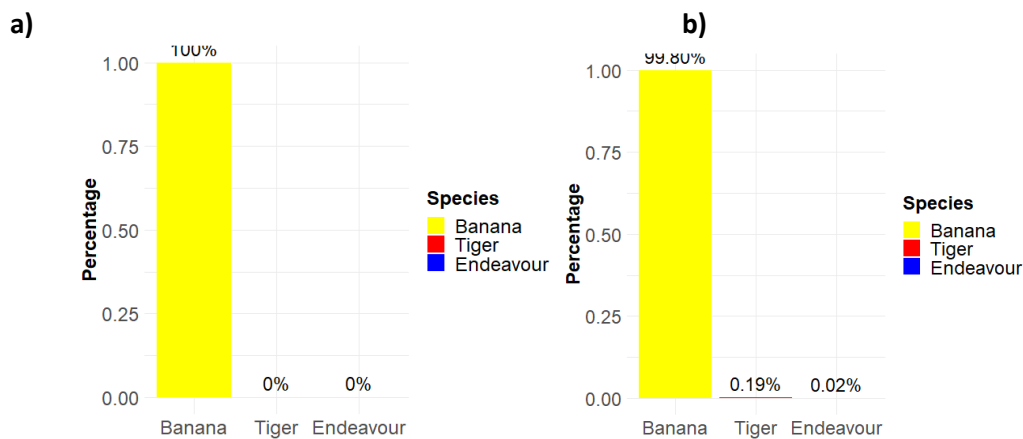 a)
100%
1.00
0.75
0.50
0.25
0.00
Percentage
0%
0%
Banana
Tiger
Endeavour
Species
Banana
Tiger
Endeavour
b)
99.80%
1.00
0.75
0.50
0.25
0.00
Percentage
0.19%
0.02%
Banana
Tiger
Endeavour
Species
Banana
Tiger
Endeavour